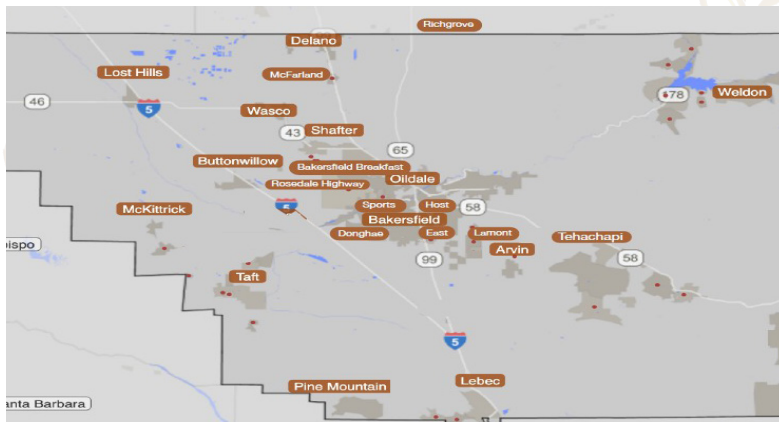 Richgrove
Delano
Lost Hills
McFarland
178
Weldon
46
5
Wasco
43
Shafter
65
Buttonwillow
Bakersfield Breakfast
Oildale
Rosedale Highway
5
Sports
Host
58
McKittrick
Bakersfield
Donghae
East
Lamont
Tehachapi
bispo
Arvin
99
58
Taft
5
Pine Mountain
Lebec
anta Barbara